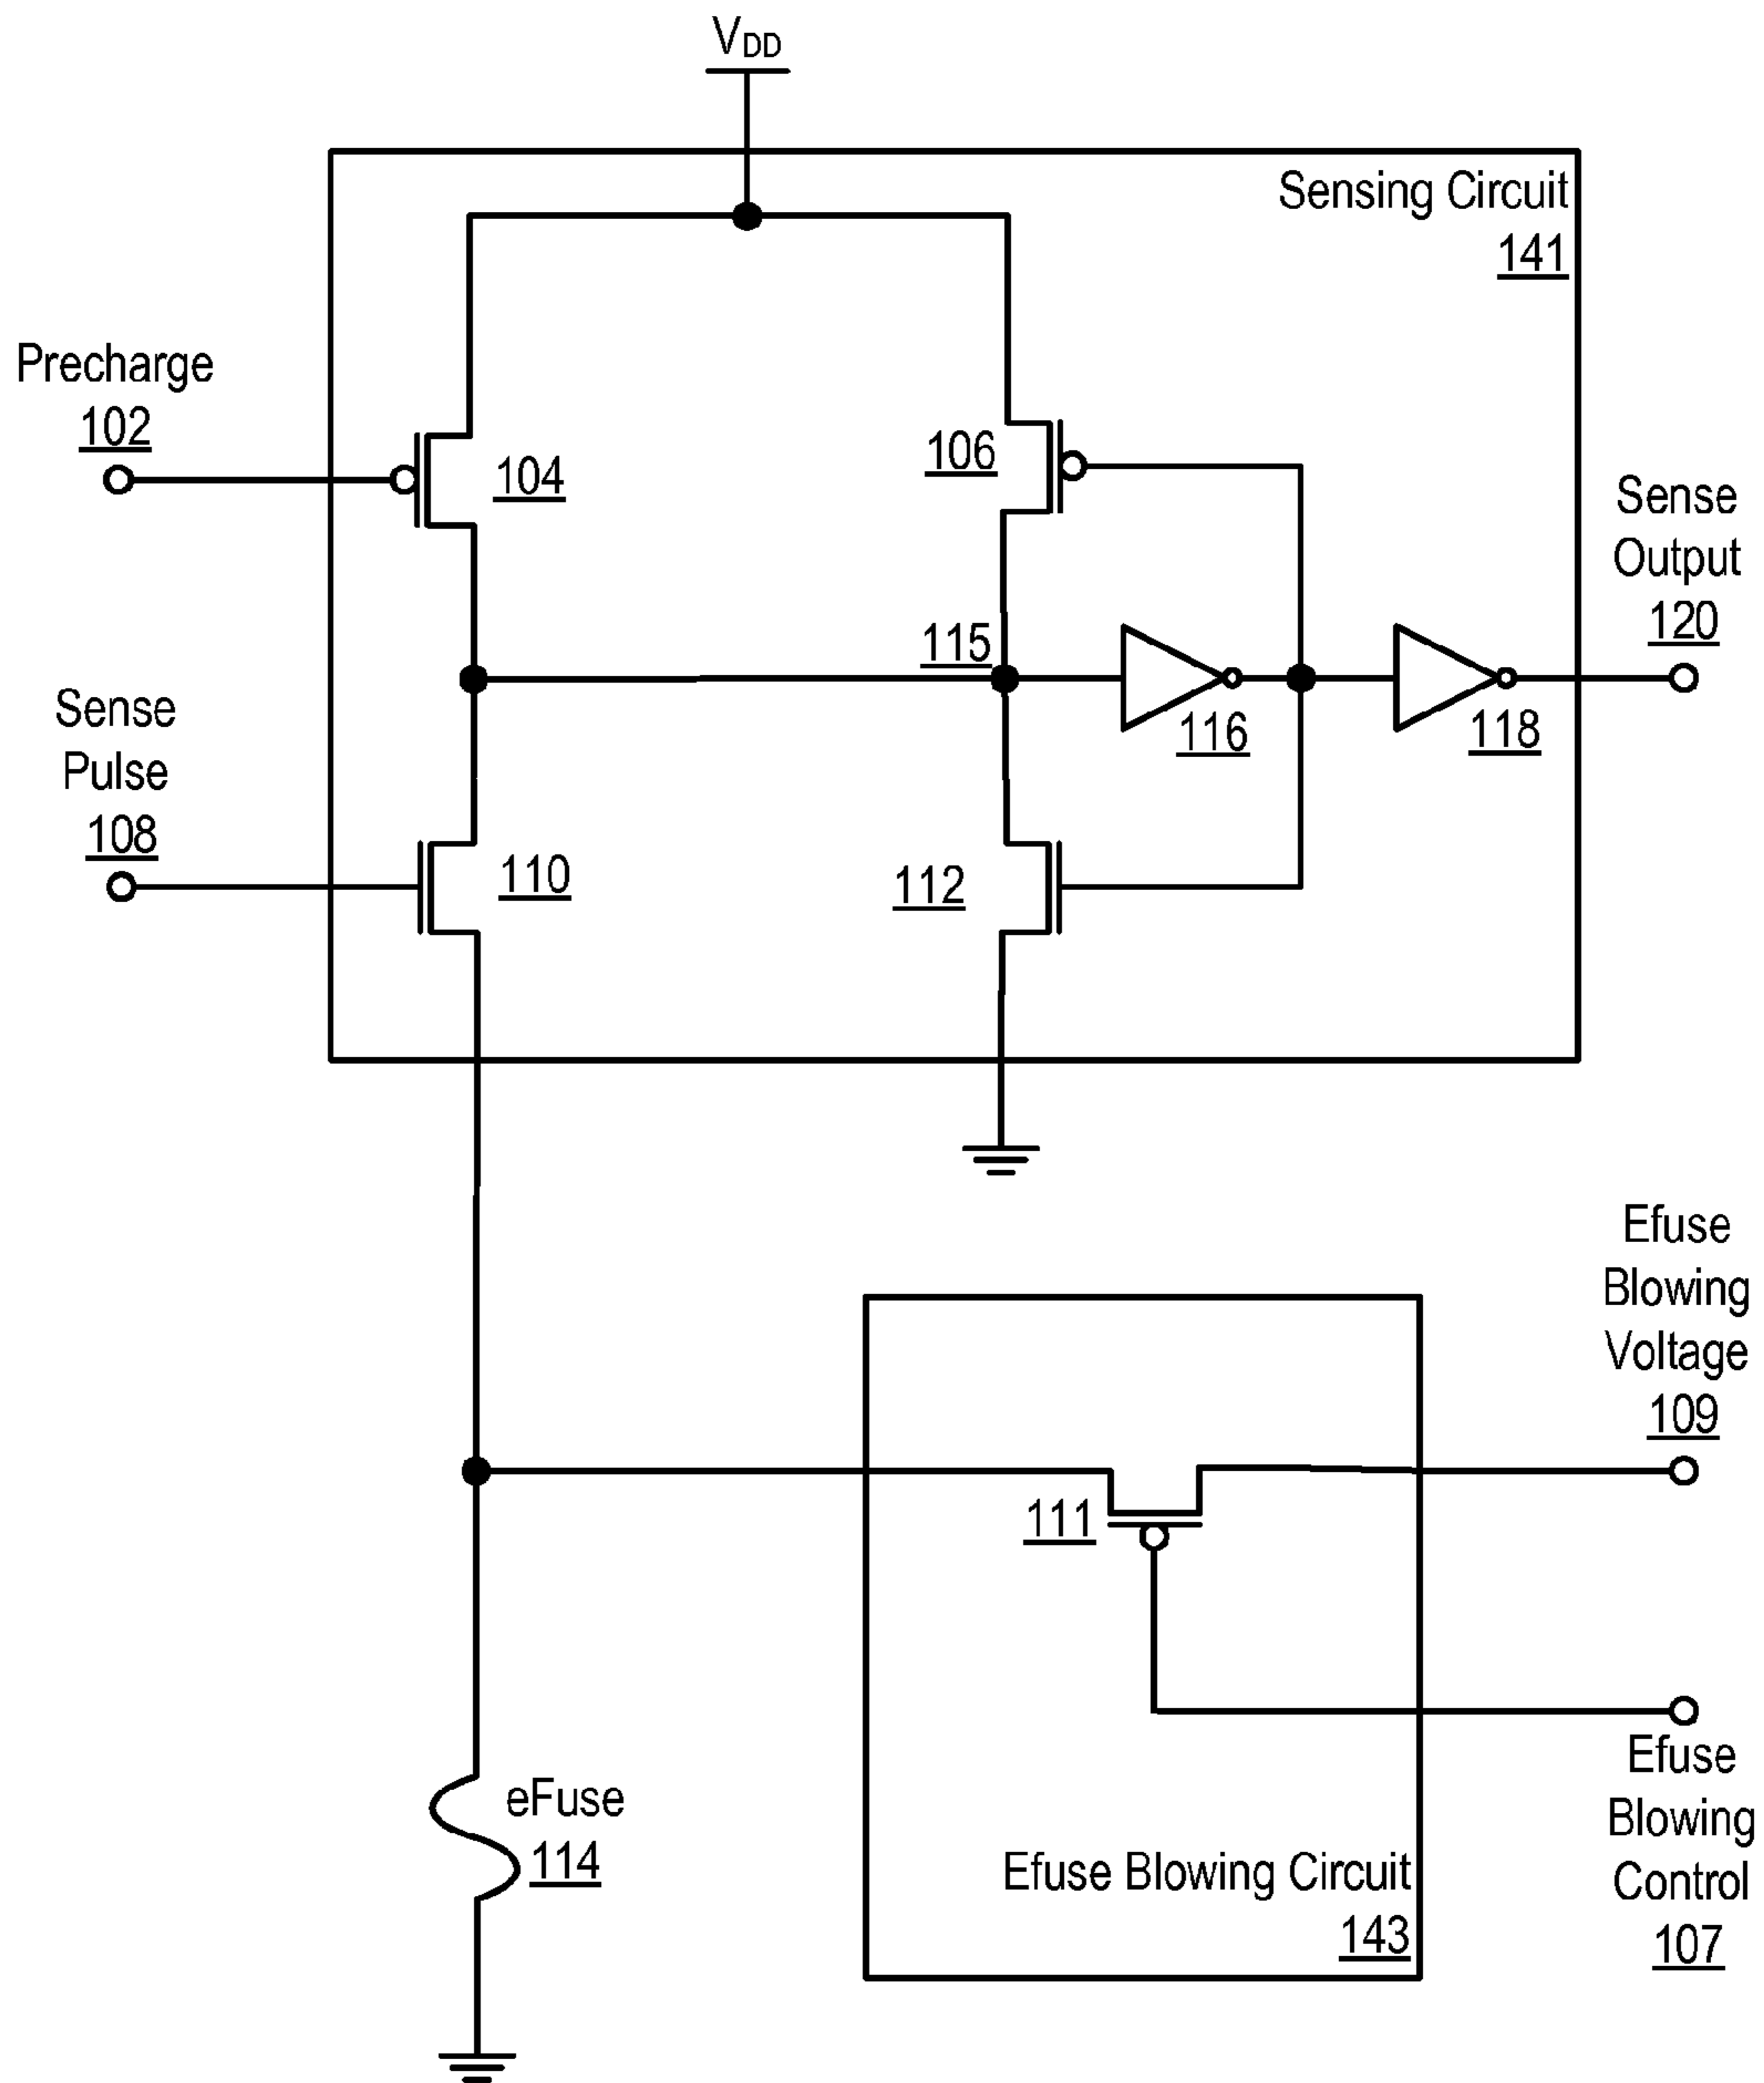 VDD
Sensing Circuit
141
Precharge
102
104
106
Sense
Output
120
115
116
118
Sense
Pulse
108
110
112
Efuse
Blowing
Voltage
109
111
Efuse
Blowing
Control
107
eFuse
114
Efuse Blowing Circuit
143